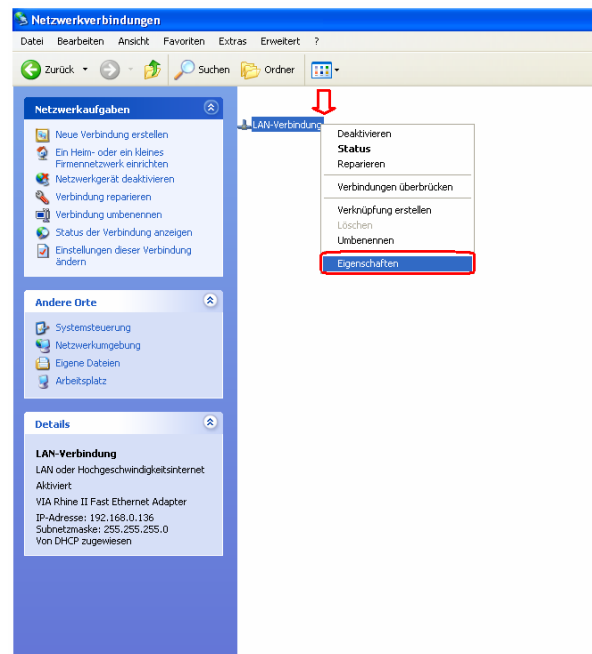 Netzwerkverbindungen
Datei Bearbeiten Ansicht Favoriten Extras Erweitert ?
Zurück Suchen Ordner
Netzwerkaufgaben
Neue Verbindung erstellen
Ein Heim- oder ein kleines
Firmennetzwerk einrichten
Netzwerkgerät deaktivieren
Verbindung reparieren
Verbindung umbenennen
Status der Verbindung anzeigen
Einstellungen dieser Verbindung
ändern
Andere Orte
Systemsteuerung
Netzwerkumgebung
Eigene Dateien
Arbeitsplatz
Details
LAN-Verbindung
LAN oder Hochgeschwindigkeitsinternet
Aktiviert
VIA Rhine II Fast Ethernet Adapter
IP-Adresse: 192.168.0.136
Subnetzmaske: 255.255.255.0
Von DHCP zugewiesen
LAN-Verbindung
Deaktivieren
Status
Reparieren
Verbindungen überbrücken
Verknüpfung erstellen
Löschen
Umbenennen
Eigenschaften